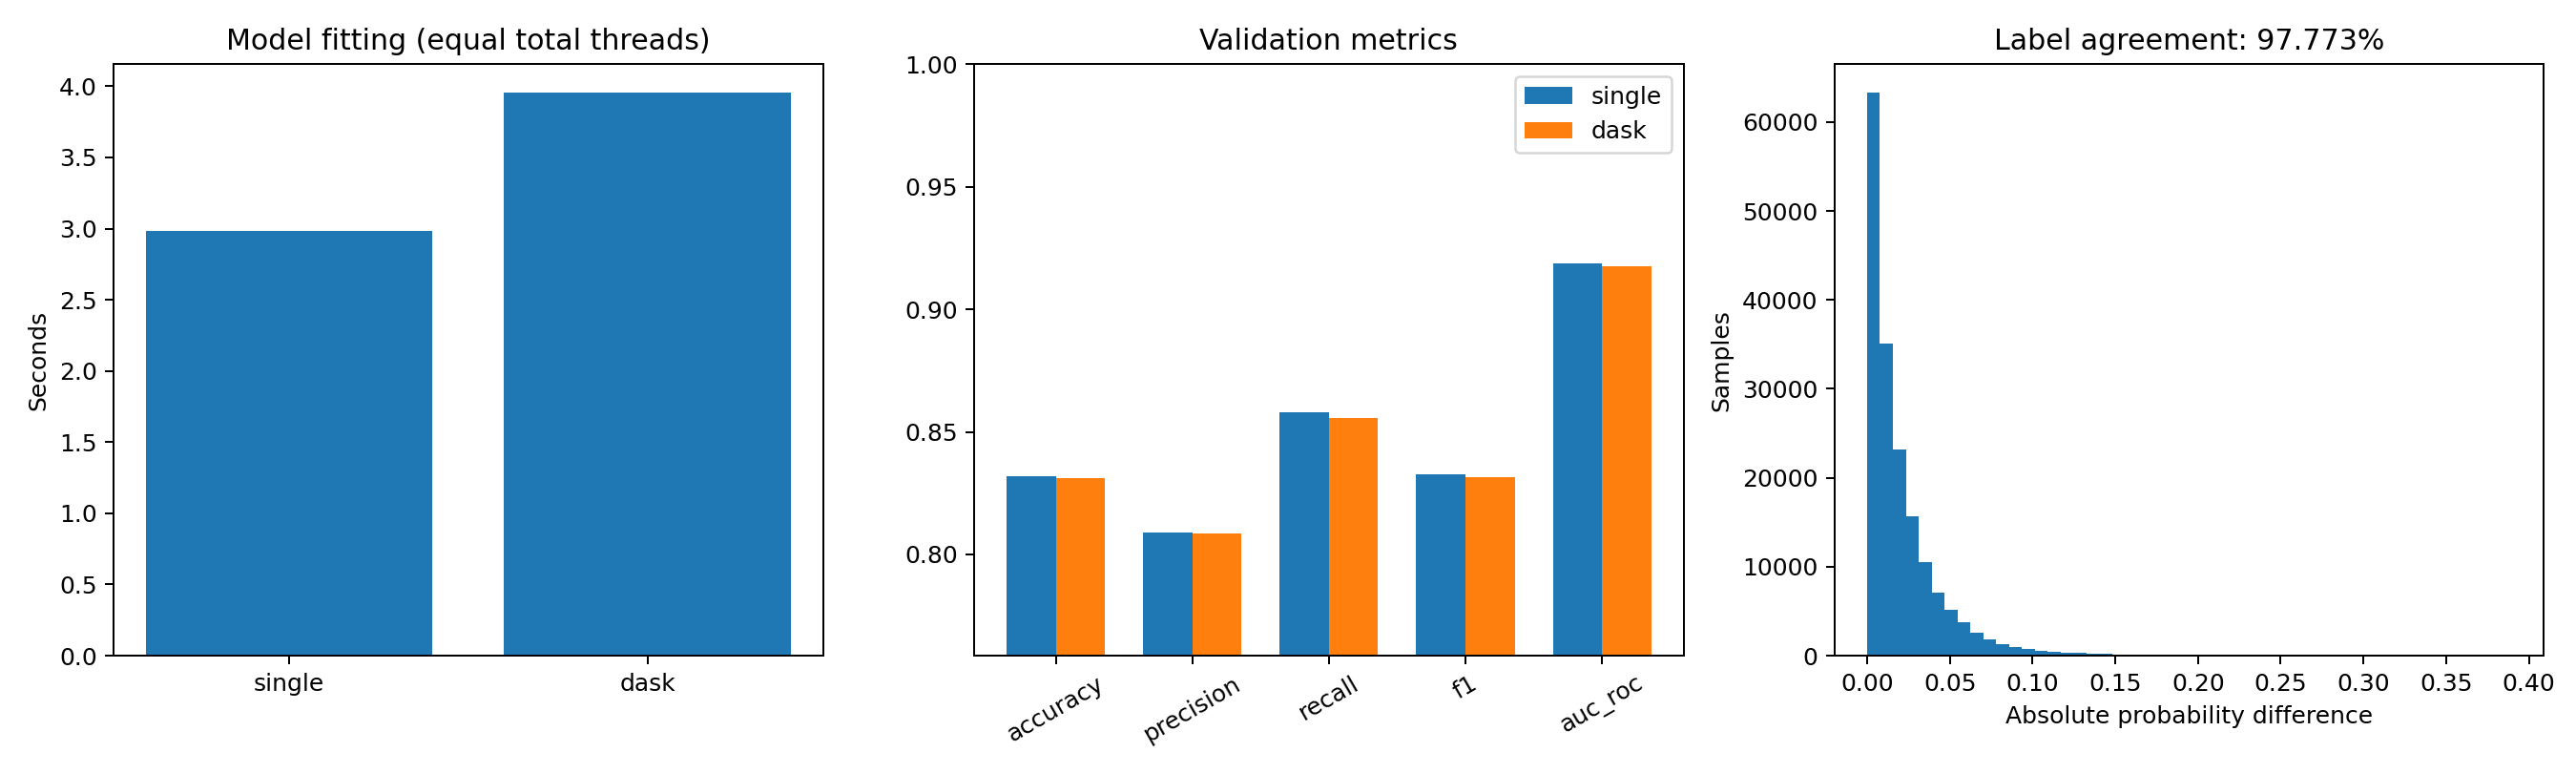 Model fitting (equal total threads)
Seconds
4.0
3.5
3.0
2.5
2.0
1.5
1.0
0.5
0.0
single
dask
Validation metrics
1.00
0.95
0.90
0.85
0.80
single
dask
accuracy
precision
recall
f1
auc_roc
Label agreement: 97.773%
Samples
60000
50000
40000
30000
20000
10000
0
0.00 0.05 0.10 0.15 0.20 0.25 0.30 0.35 0.40
Absolute probability difference